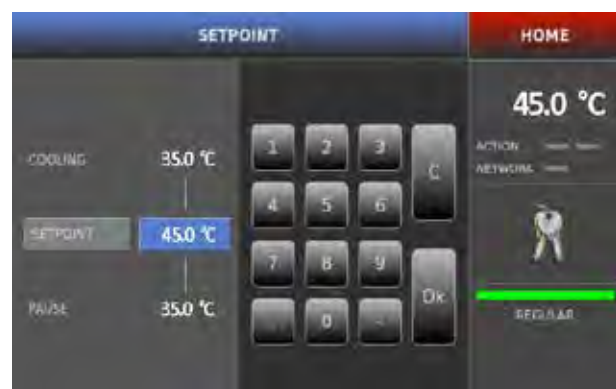 SETPOINT
HOME
45.0 °C
COOLING
35.0 °C
ACTION
NETWORK
SETPOINT
45.0 °C
PAUSE
35.0 °C
REGULAR
1 2 3
C
4 5 6
7 8 9
Ok
0